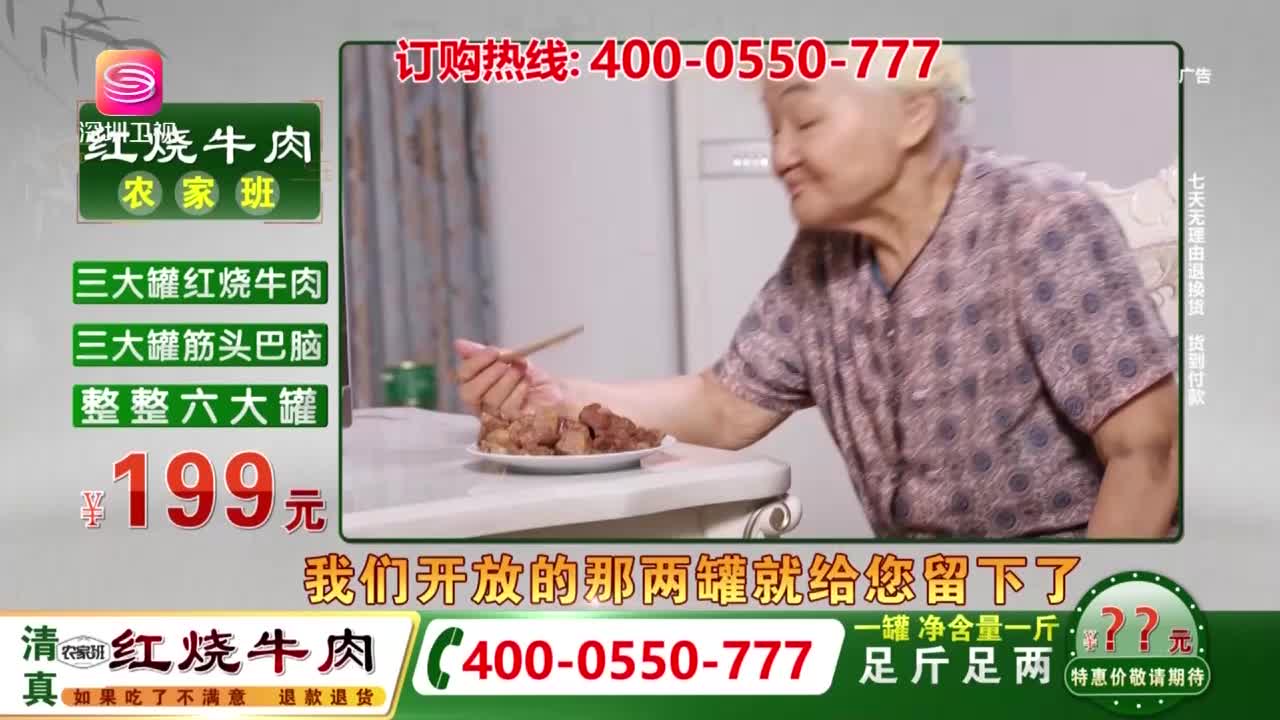 订购热线: 400-0550-777
广告
深圳卫视
红烧牛肉
农家班
三大罐红烧牛肉
三大罐筋头巴脑
整整六大罐
¥199元
七天无理由退换货 货到付款
我们开放的那两罐就给您留下了
清真
农家班
红烧牛肉
如果吃了不满意 退款退货
400-0550-777
一罐 净含量一斤
足斤足两
¥??元
特惠价敬请期待